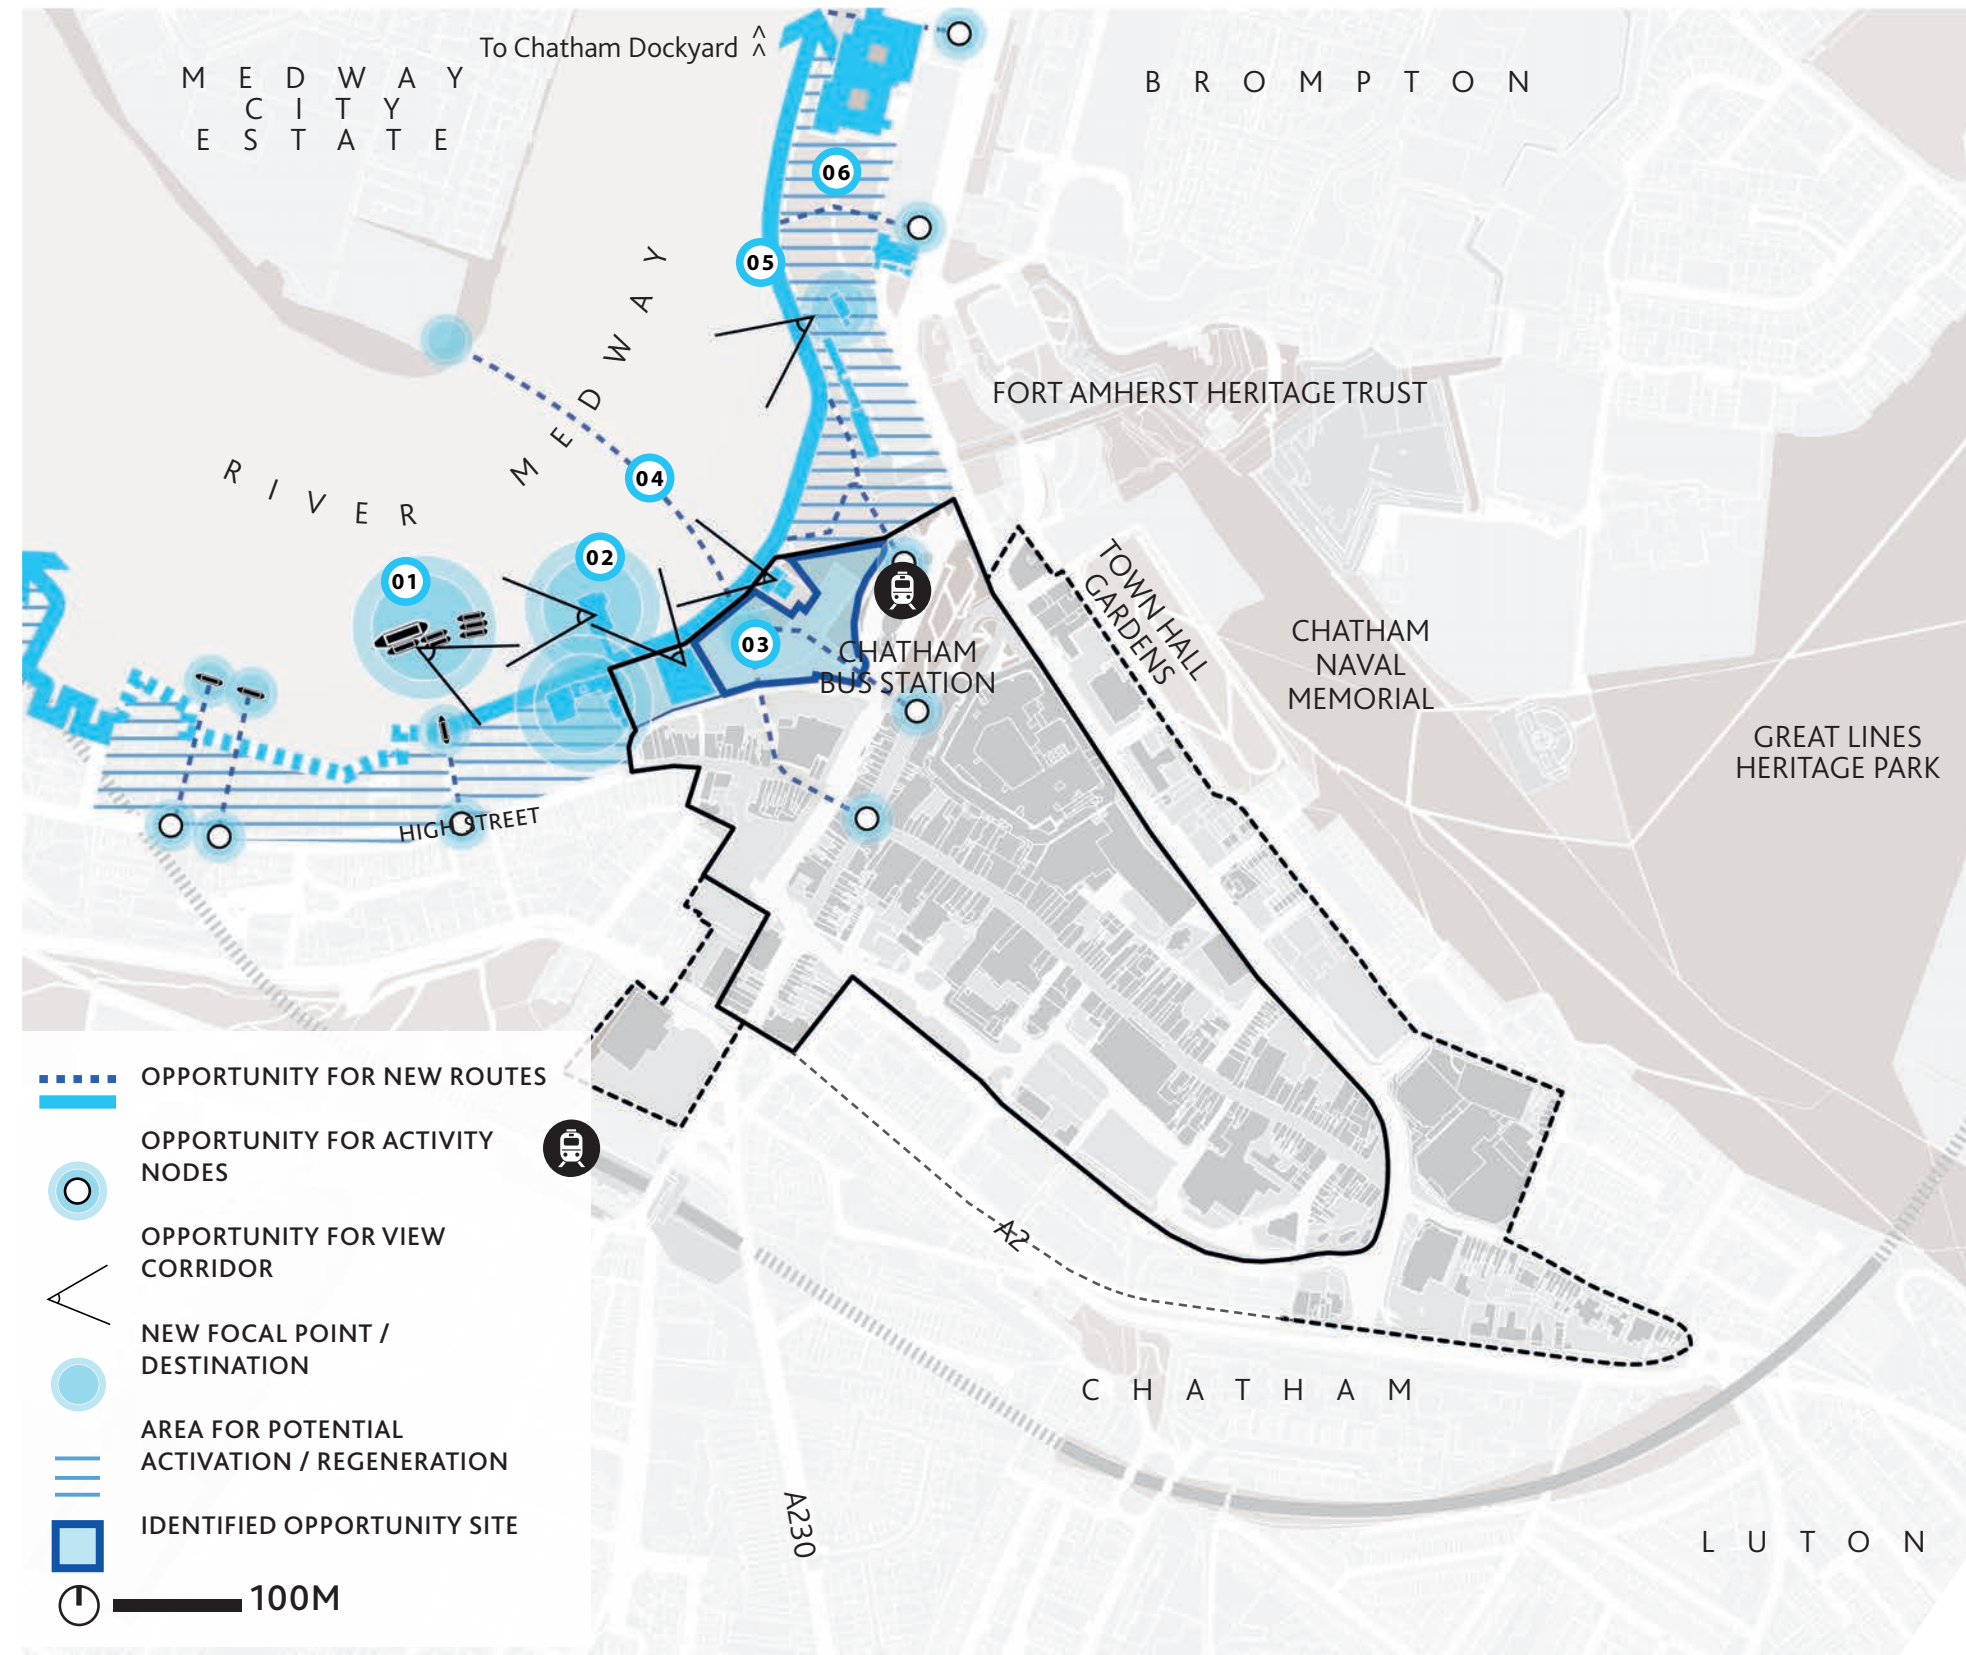 To Chatham Dockyard >>
MEDWAY
CITY
ESTATE
BROMPTON
06
05
RIVER MEDWAY
FORT AMHERST HERITAGE TRUST
04
02
01
03
CHATHAM
BUS STATION
TOWN HALL
GARDENS
CHATHAM
NAVAL
MEMORIAL
GREAT LINES
HERITAGE PARK
HIGH STREET
A2
CHATHAM
A230
LUTON
OPPORTUNITY FOR NEW ROUTES
OPPORTUNITY FOR ACTIVITY
NODES
OPPORTUNITY FOR VIEW
CORRIDOR
NEW FOCAL POINT /
DESTINATION
AREA FOR POTENTIAL
ACTIVATION / REGENERATION
IDENTIFIED OPPORTUNITY SITE
100M